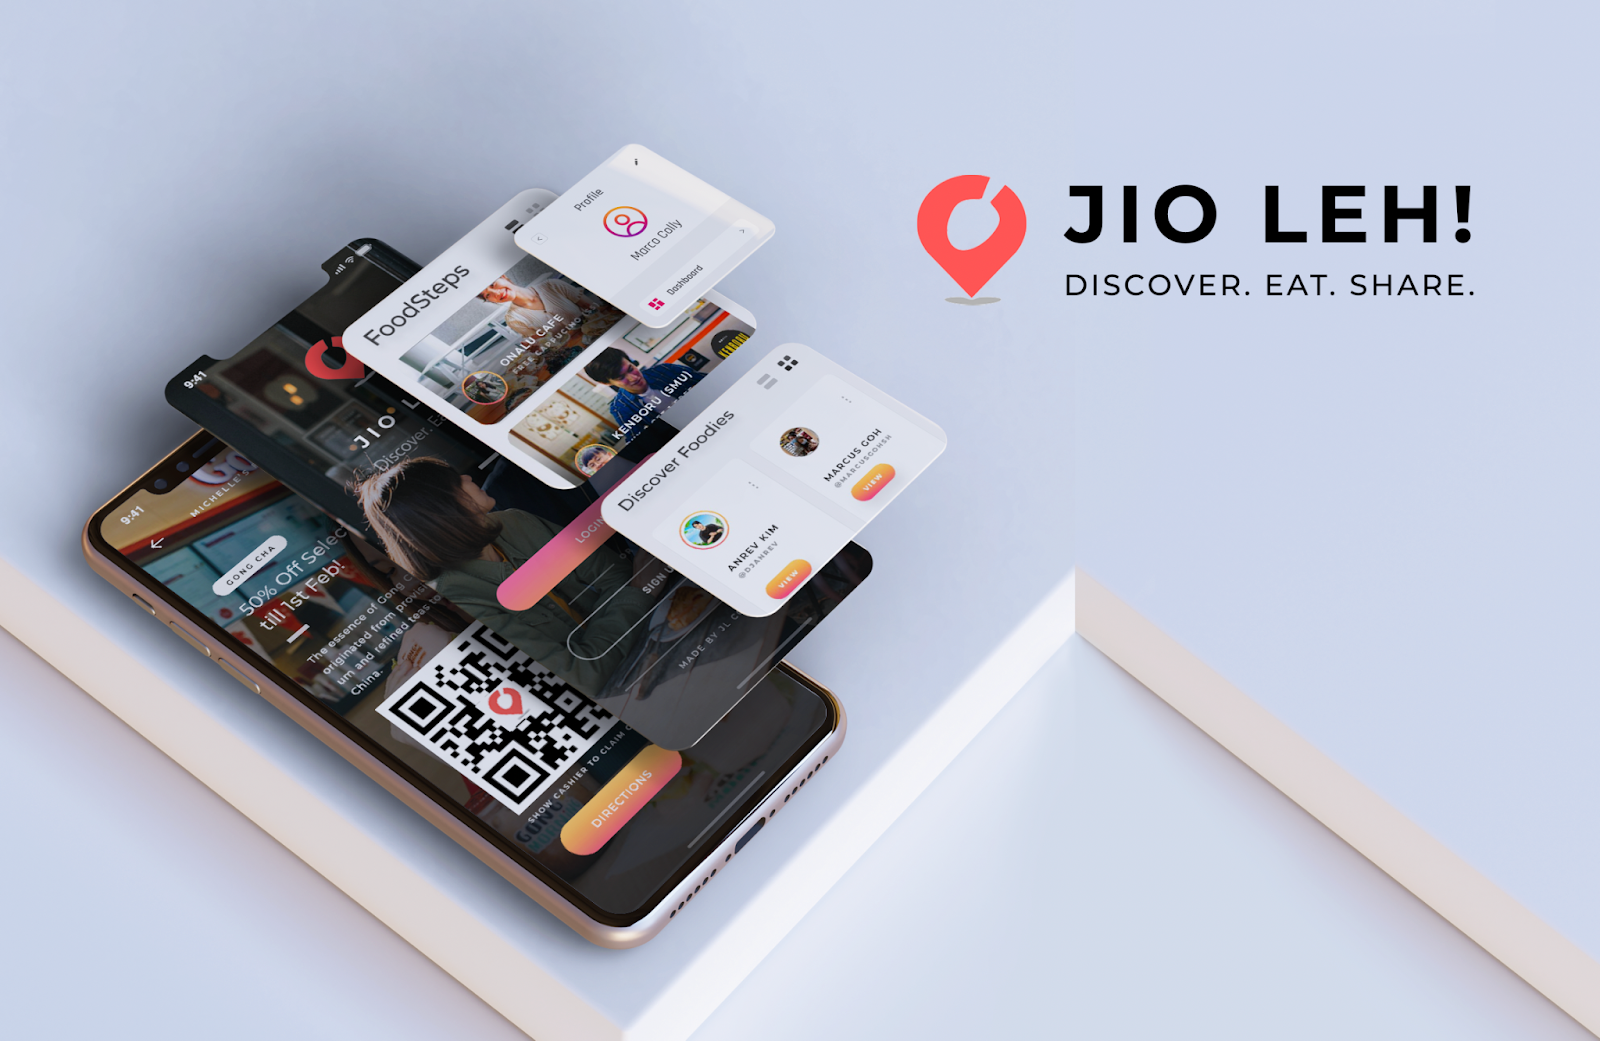 JIO LEH!
DISCOVER. EAT. SHARE.
Profile
Marco Colly
Dashboard
FoodSteps
ONALU CAFE
KENBORU (SMU)
Discover Foodies
MARCUS GOH
@MARCUSGOHSH
VIEW
ANREV KIM
@DJANREV
VIEW
9:41
JIO L
Discover. Ea
LOGIN
SIGN U
MADE BY JL C
9:41
MICHELLE
GONG CHA
50% Off Selec
till 1st Feb!
The essence of Gong C
originated from provisi
um and refined teas to
China.
SHOW CASHIER TO CLAIM
DIRECTIONS